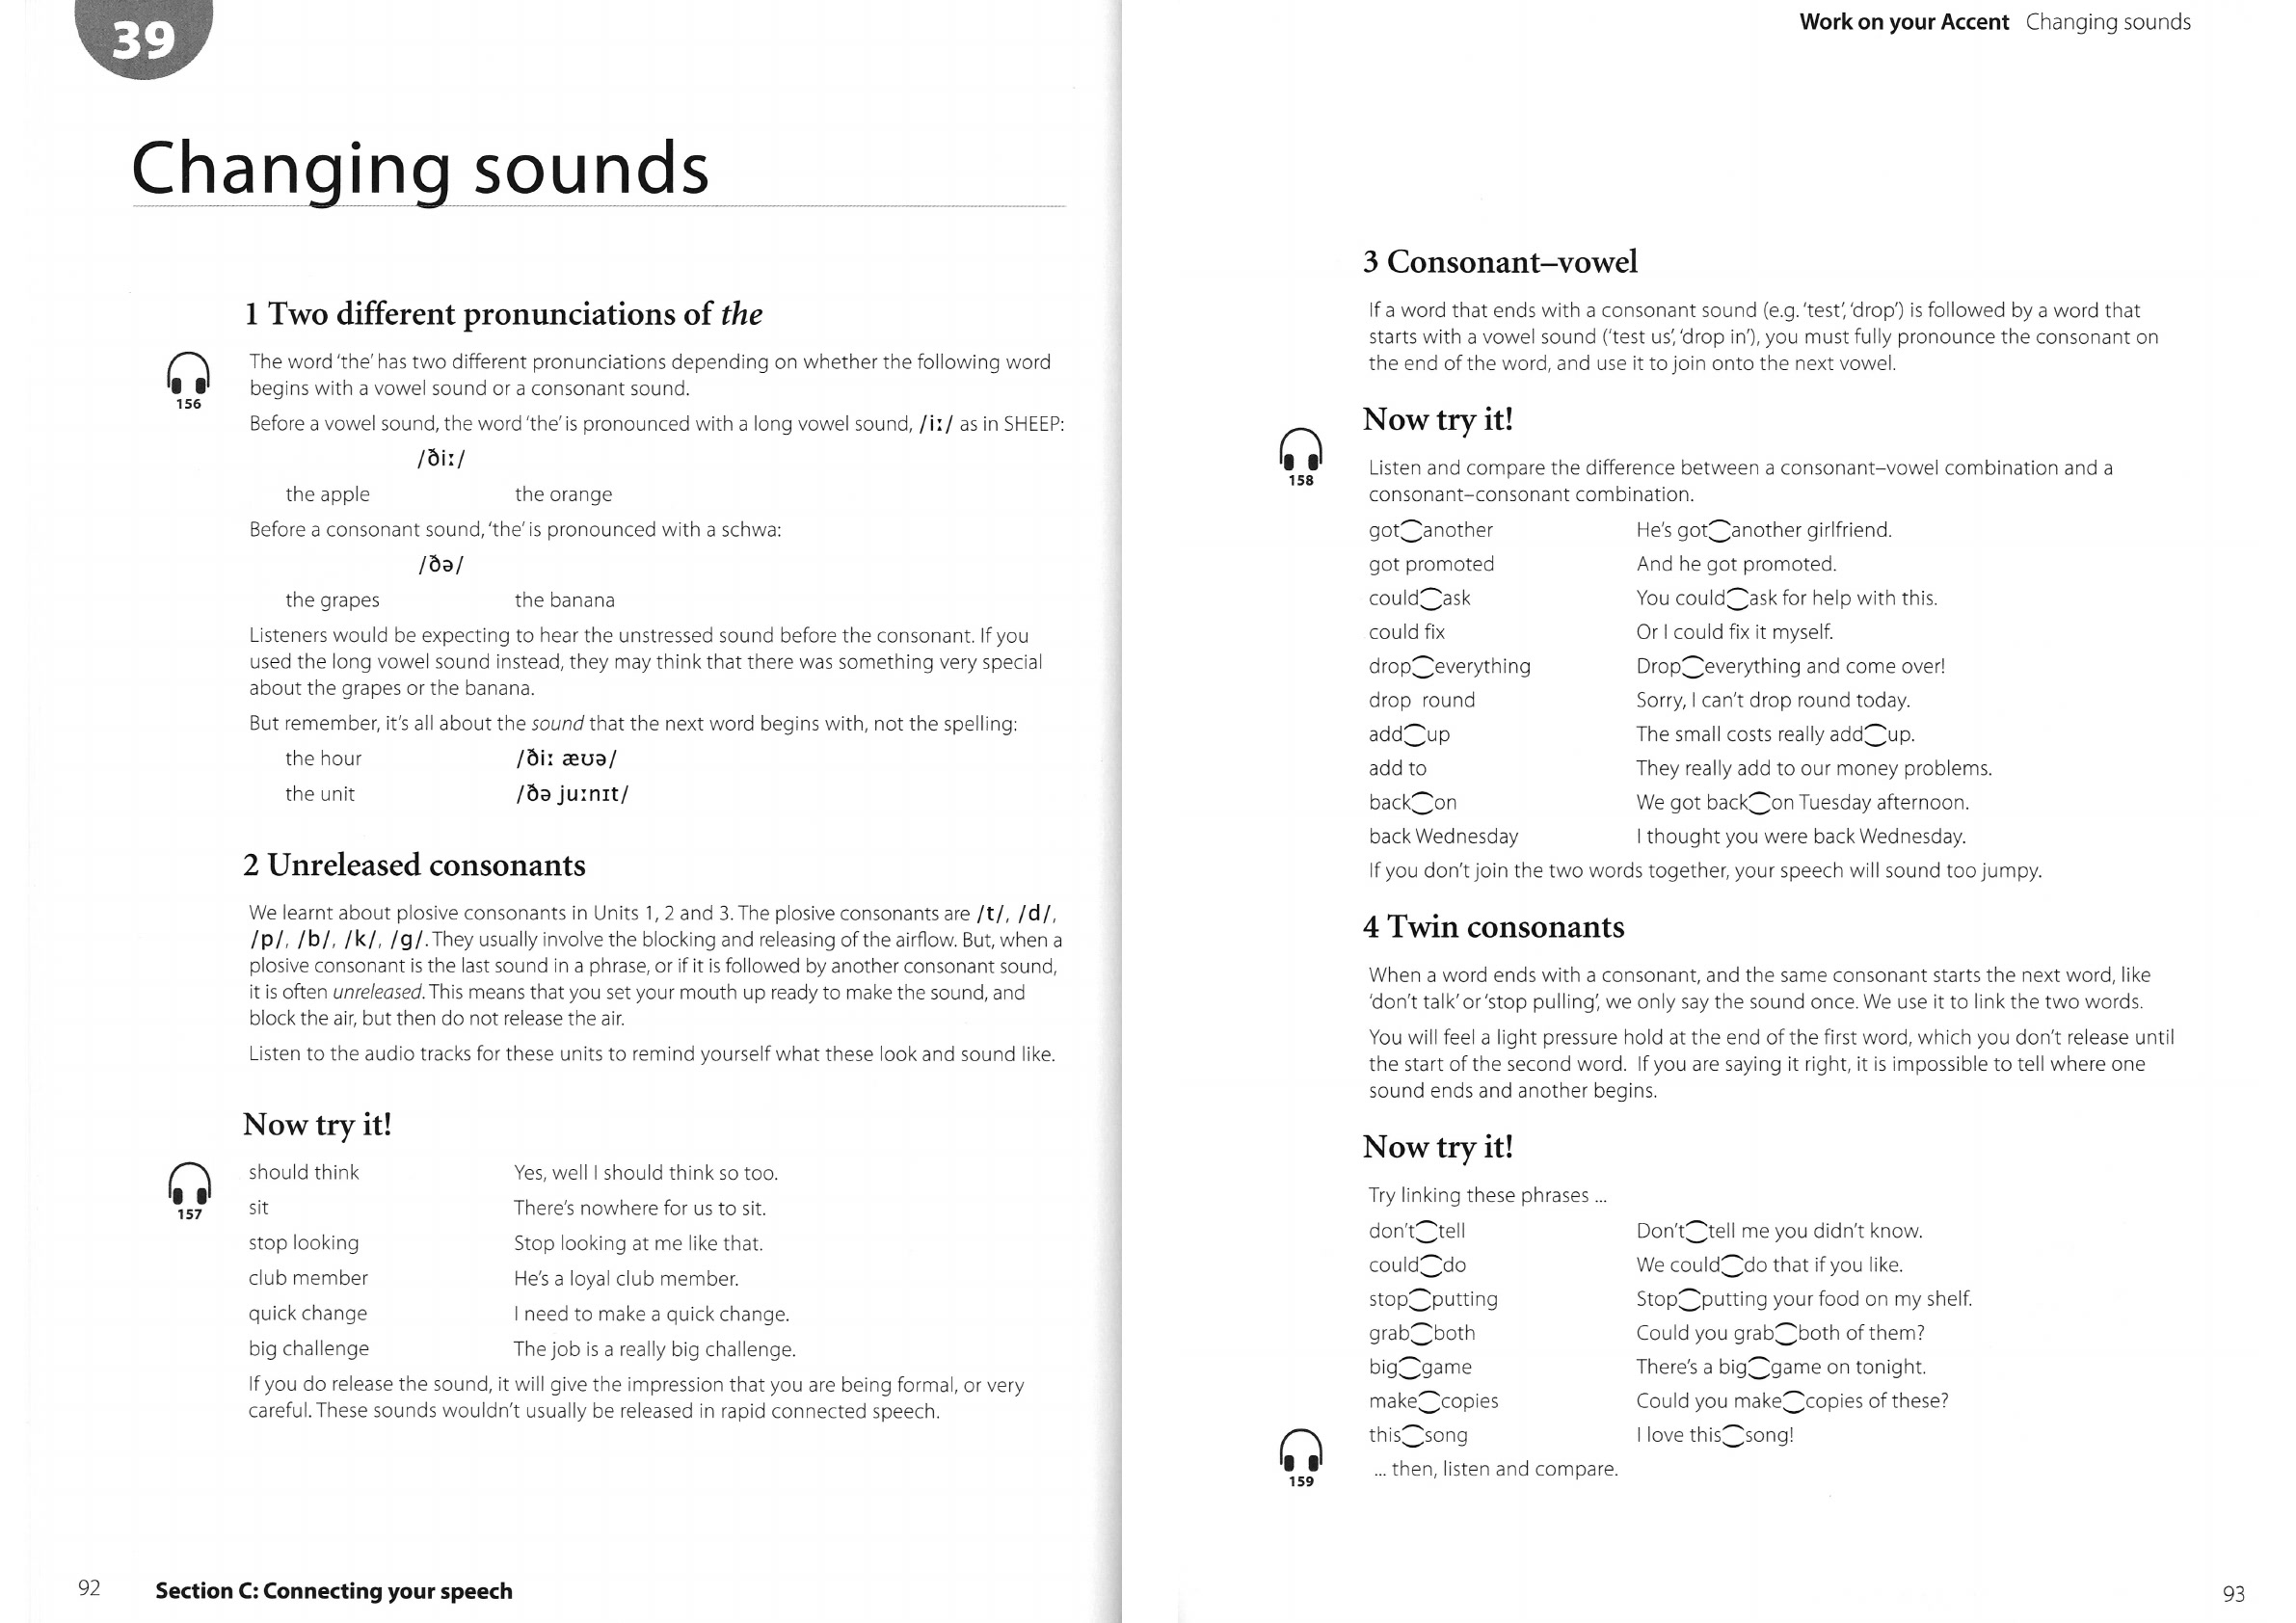 39
Changing sounds
1 Two different pronunciations of the
156
The word 'the' has two different pronunciations depending on whether the following word
begins with a vowel sound or a consonant sound.
Before a vowel sound, the word 'the' is pronounced with a long vowel sound, /iː/ as in SHEEP:
/ðiː/
the apple the orange
Before a consonant sound, 'the' is pronounced with a schwa:
/ðə/
the grapes the banana
Listeners would be expecting to hear the unstressed sound before the consonant. If you
used the long vowel sound instead, they may think that there was something very special
about the grapes or the banana.
But remember, it's all about the sound that the next word begins with, not the spelling:
the hour /ðiː æʊə/
the unit /ðə juːnɪt/
2 Unreleased consonants
We learnt about plosive consonants in Units 1, 2 and 3. The plosive consonants are /t/, /d/,
/p/, /b/, /k/, /g/. They usually involve the blocking and releasing of the airflow. But, when a
plosive consonant is the last sound in a phrase, or if it is followed by another consonant sound,
it is often unreleased. This means that you set your mouth up ready to make the sound, and
block the air, but then do not release the air.
Listen to the audio tracks for these units to remind yourself what these look and sound like.
Now try it!
157
should think Yes, well I should think so too.
sit There's nowhere for us to sit.
stop looking Stop looking at me like that.
club member He's a loyal club member.
quick change I need to make a quick change.
big challenge The job is a really big challenge.
If you do release the sound, it will give the impression that you are being formal, or very
careful. These sounds wouldn't usually be released in rapid connected speech.
92 Section C: Connecting your speech
Work on your Accent Changing sounds
3 Consonant–vowel
If a word that ends with a consonant sound (e.g. 'test', 'drop') is followed by a word that
starts with a vowel sound ('test us', 'drop in'), you must fully pronounce the consonant on
the end of the word, and use it to join onto the next vowel.
Now try it!
158
Listen and compare the difference between a consonant–vowel combination and a
consonant–consonant combination.
got‿another He's got‿another girlfriend.
got promoted And he got promoted.
could‿ask You could‿ask for help with this.
could fix Or I could fix it myself.
drop‿everything Drop‿everything and come over!
drop round Sorry, I can't drop round today.
add‿up The small costs really add‿up.
add to They really add to our money problems.
back‿on We got back‿on Tuesday afternoon.
back Wednesday I thought you were back Wednesday.
If you don't join the two words together, your speech will sound too jumpy.
4 Twin consonants
When a word ends with a consonant, and the same consonant starts the next word, like
'don't talk' or 'stop pulling', we only say the sound once. We use it to link the two words.
You will feel a light pressure hold at the end of the first word, which you don't release until
the start of the second word. If you are saying it right, it is impossible to tell where one
sound ends and another begins.
Now try it!
Try linking these phrases ...
don't‿tell Don't‿tell me you didn't know.
could‿do We could‿do that if you like.
stop‿putting Stop‿putting your food on my shelf.
grab‿both Could you grab‿both of them?
big‿game There's a big‿game on tonight.
make‿copies Could you make‿copies of these?
this‿song I love this‿song!
159
... then, listen and compare.
93